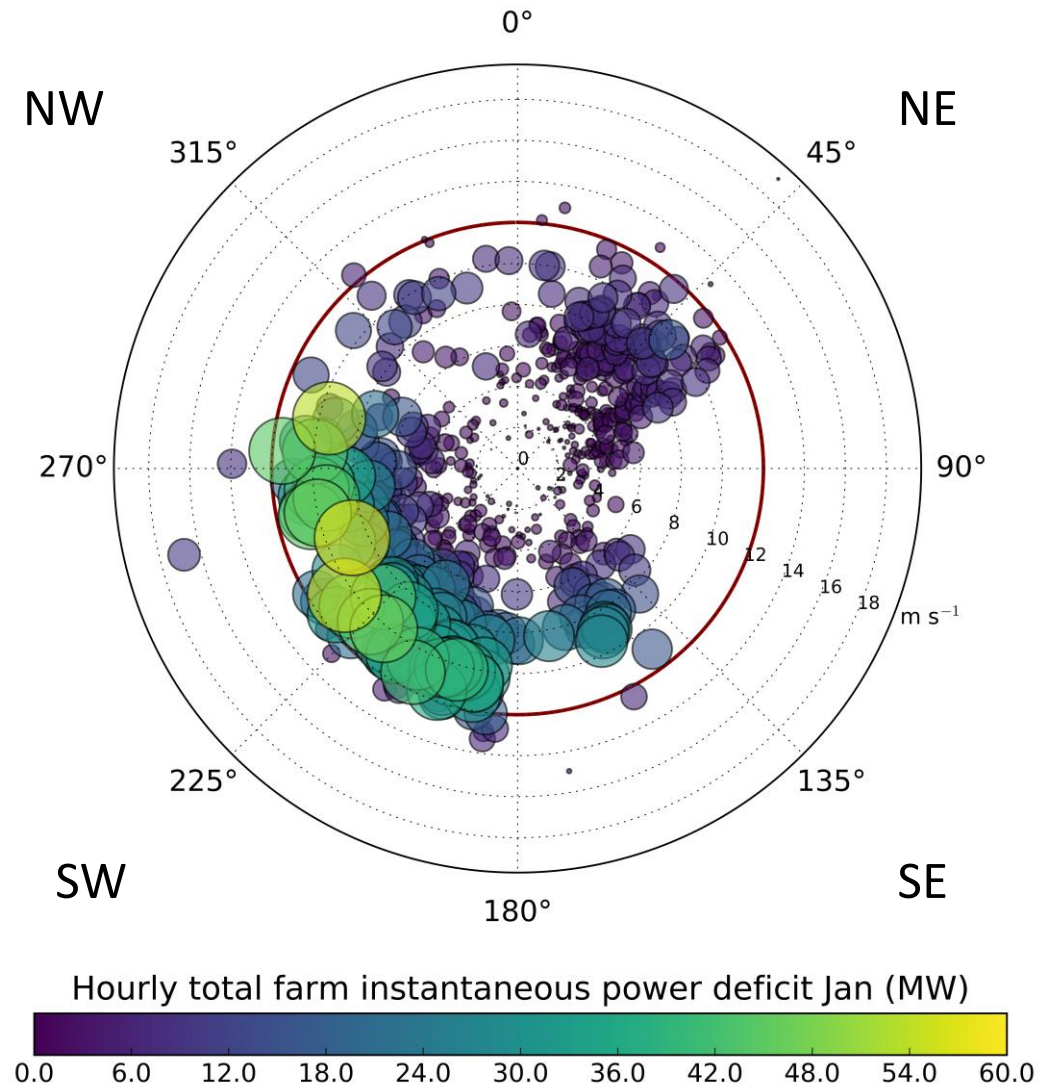 0°
NW
NE
315°
45°
270°
90°
0
2
4
6
8
10
12
14
16
18
m s⁻¹
225°
135°
SW
SE
180°
Hourly total farm instantaneous power deficit Jan (MW)
0.0 6.0 12.0 18.0 24.0 30.0 36.0 42.0 48.0 54.0 60.0